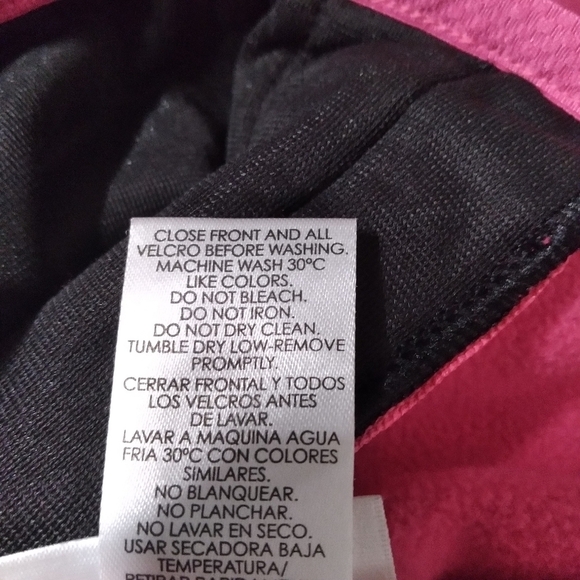 CLOSE FRONT AND ALL
VELCRO BEFORE WASHING.
MACHINE WASH 30°C
LIKE COLORS.
DO NOT BLEACH.
DO NOT IRON.
DO NOT DRY CLEAN.
TUMBLE DRY LOW-REMOVE
PROMPTLY.
CERRAR FRONTAL Y TODOS
LOS VELCROS ANTES
DE LAVAR.
LAVAR A MAQUINA AGUA
FRIA 30°C CON COLORES
SIMILARES.
NO BLANQUEAR.
NO PLANCHAR.
NO LAVAR EN SECO.
USAR SECADORA BAJA
TEMPERATURA/